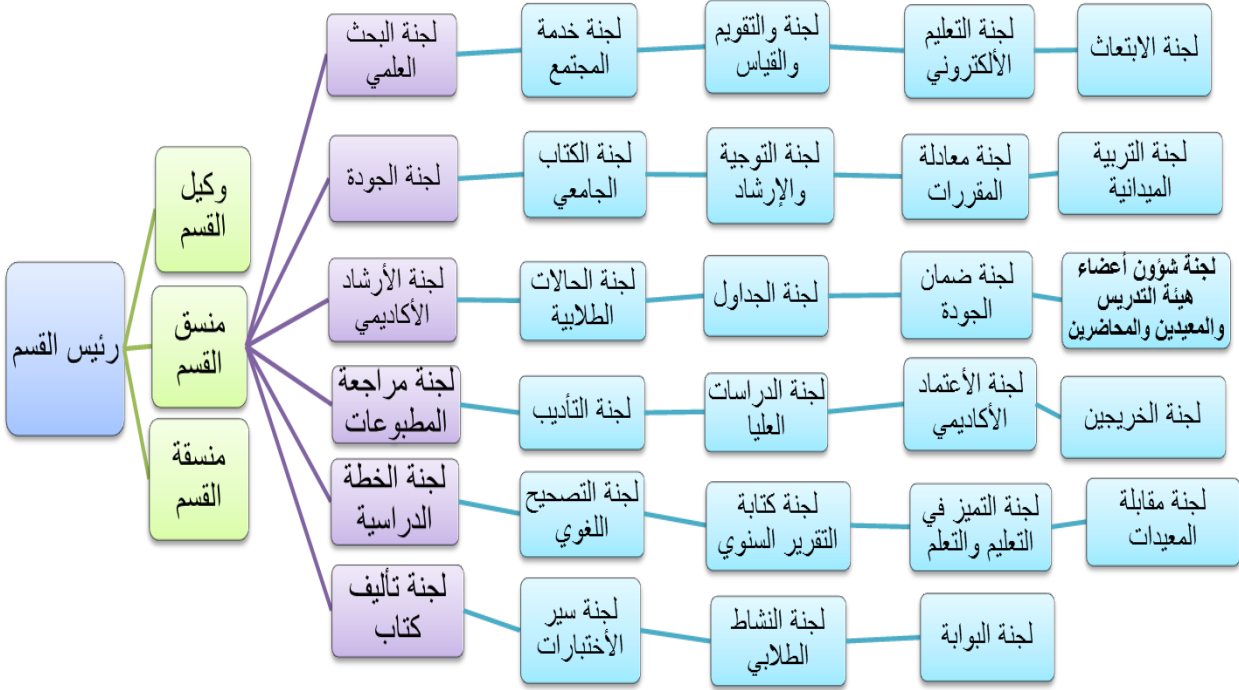 رئيس القسم
وكيل
القسم
منسق
القسم
منسقة
القسم
لجنة البحث
العلمي
لجنة خدمة
المجتمع
لجنة والتقويم
والقياس
لجنة التعليم
الألكتروني
لجنة الابتعاث
لجنة الجودة
لجنة الكتاب
الجامعي
لجنة التوجية
والإرشاد
لجنة معادلة
المقررات
لجنة التربية
الميدانية
لجنة الأرشاد
الأكاديمي
لجنة الحالات
الطلابية
لجنة الجداول
لجنة ضمان
الجودة
لجنة شؤون أعضاء
هيئة التدريس
والمعيدين والمحاضرين
لجنة مراجعة
المطبوعات
لجنة التأديب
لجنة الدراسات
العليا
لجنة الأعتماد
الأكاديمي
لجنة الخريجين
لجنة الخطة
الدراسية
لجنة التصحيح
اللغوي
لجنة كتابة
التقرير السنوي
لجنة التميز في
التعليم والتعلم
لجنة مقابلة
المعيدات
لجنة تأليف
كتاب
لجنة سير
الأختبارات
لجنة النشاط
الطلابي
لجنة البوابة